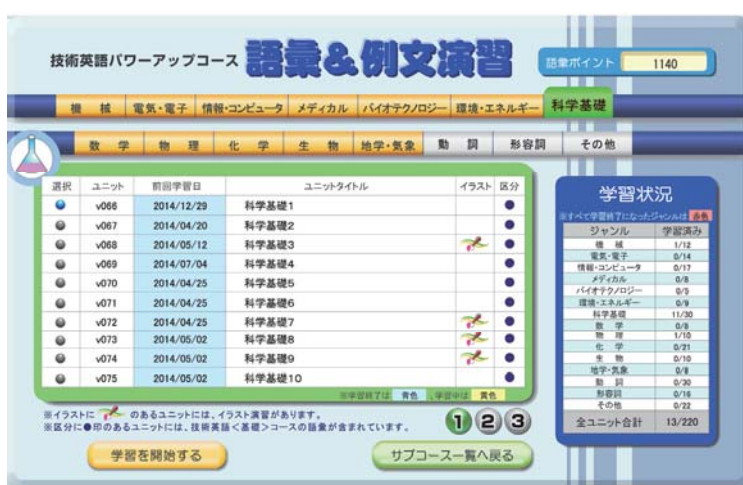 技術英語パワーアップコース 語彙&例文演習 語彙ポイント 1140
機 械 電気・電子 情報・コンピュータ メディカル バイオテクノロジー 環境・エネルギー 科学基礎
数 学 物 理 化 学 生 物 地学・気象 動 詞 形容詞 その他
選択 ユニット 前回学習日 ユニットタイトル イラスト 区分
v066 2014/12/29 科学基礎1 ●
v067 2014/04/20 科学基礎2 ●
v068 2014/05/12 科学基礎3 ●
v069 2014/07/04 科学基礎4 ●
v070 2014/04/25 科学基礎5 ●
v071 2014/04/25 科学基礎6 ●
v072 2014/04/25 科学基礎7 ●
v073 2014/05/02 科学基礎8 ●
v074 2014/05/02 科学基礎9 ●
v075 2014/05/02 科学基礎10 ●
※学習終了は 青色 、学習中は 黄色
※イラストに のあるユニットには、イラスト演習があります。
※区分に●印のあるユニットには、技術英語<基礎>コースの語彙が含まれています。
1 2 3
学習を開始する サブコース一覧へ戻る
学習状況
※すべて学習終了になったジャンルは 赤色
ジャンル 学習済み
機 械 1/12
電気・電子 0/14
情報・コンピュータ 0/17
メディカル 0/8
バイオテクノロジー 0/5
環境・エネルギー 0/9
科学基礎 11/30
数 学 0/8
物 理 1/10
化 学 0/21
生 物 0/10
地学・気象 0/8
動 詞 0/30
形容詞 0/16
その他 0/22
全ユニット合計 13/220